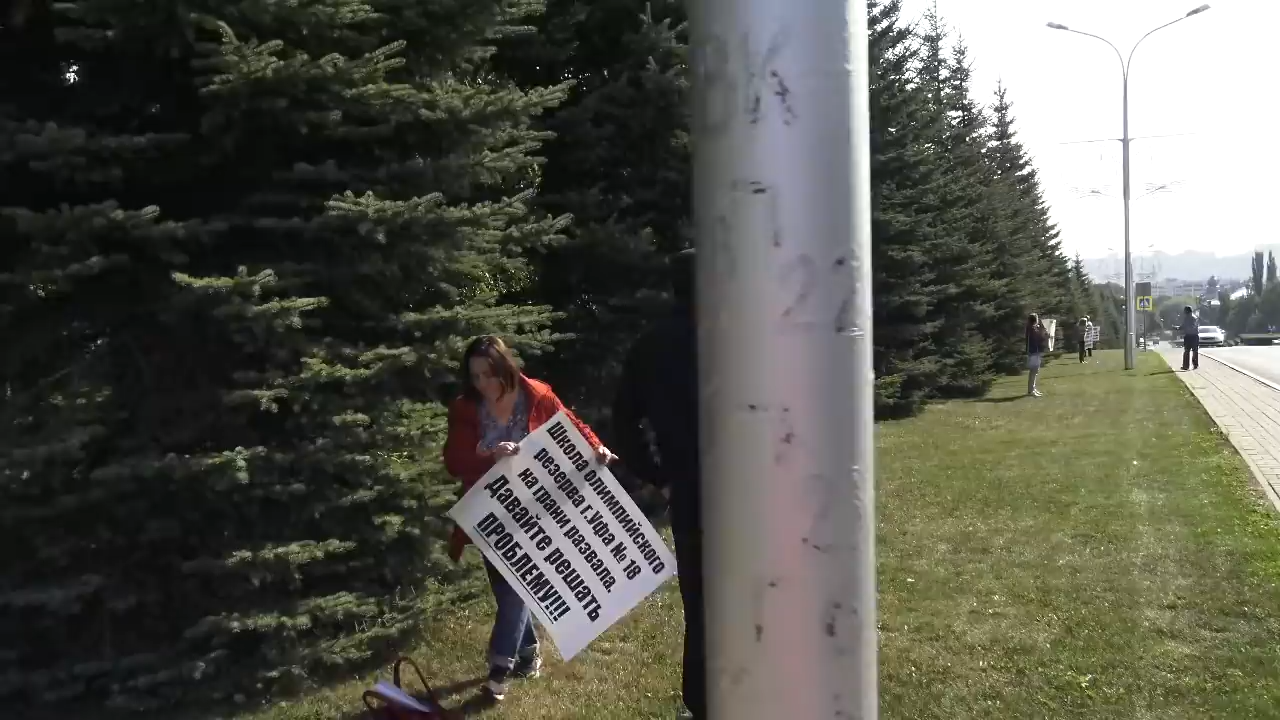 Школа олимпийского
резерва г.Уфа № 18
на грани развала.
Давайте решать
ПРОБЛЕМУ!!!